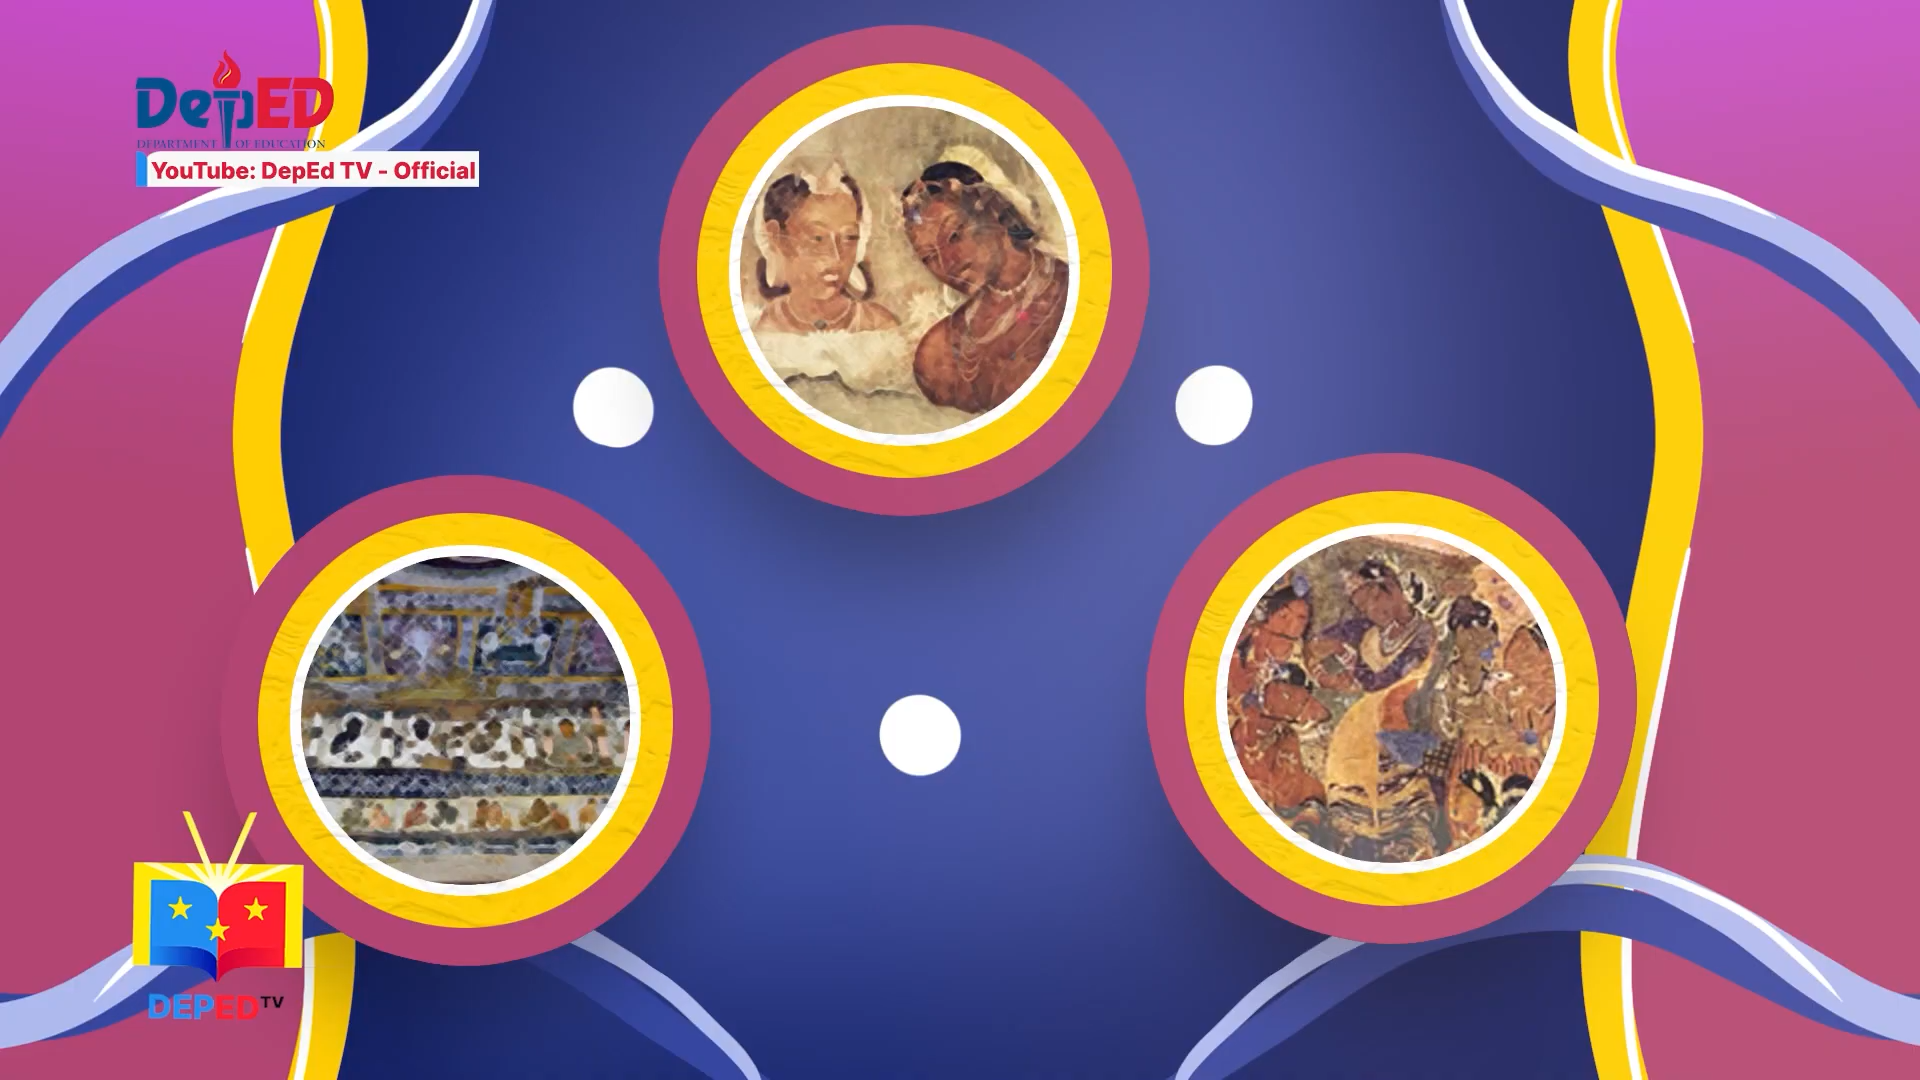 DepED
DEPARTMENT OF EDUCATION
YouTube: DepEd TV - Official
DEPED TV